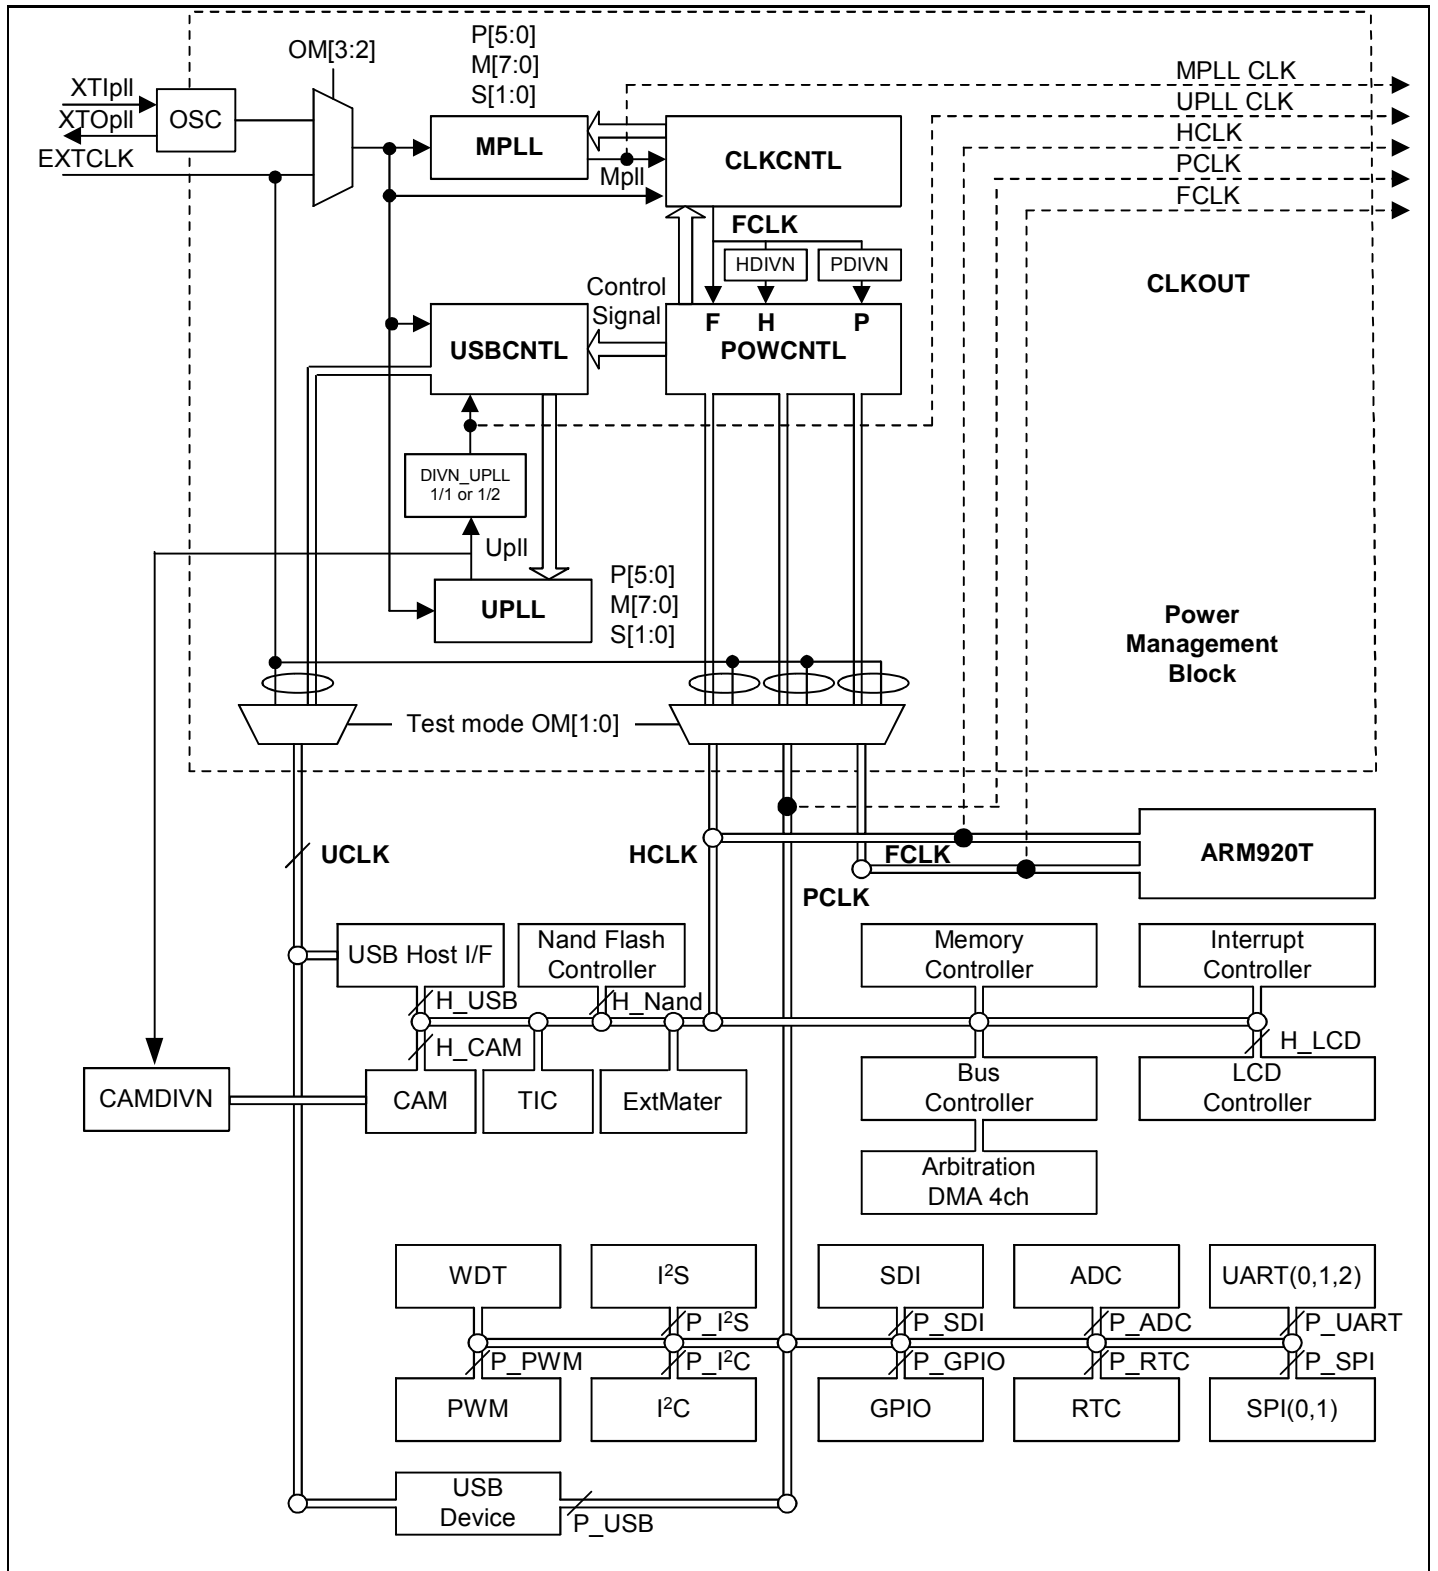 P[5:0]
OM[3:2]
M[7:0]
S[1:0]
XTIpll
OSC
XTOpll
EXTCLK
MPLL
Mpll
CLKCNTL
MPLL CLK
UPLL CLK
HCLK
PCLK
FCLK
FCLK
HDIVN
PDIVN
CLKOUT
Control
Signal
F H P
POWCNTL
USBCNTL
DIVN_UPLL
1/1 or 1/2
Upll
UPLL
P[5:0]
M[7:0]
S[1:0]
Power
Management
Block
Test mode OM[1:0]
UCLK
HCLK
FCLK
PCLK
ARM920T
USB Host I/F
Nand Flash
Controller
Memory
Controller
Interrupt
Controller
H_USB
H_Nand
H_CAM
H_LCD
CAMDIVN
CAM
TIC
ExtMater
Bus
Controller
LCD
Controller
Arbitration
DMA 4ch
WDT
I²S
SDI
ADC
UART(0,1,2)
P_I²S
P_SDI
P_ADC
P_UART
P_PWM
P_I²C
P_GPIO
P_RTC
P_SPI
PWM
I²C
GPIO
RTC
SPI(0,1)
USB
Device
P_USB